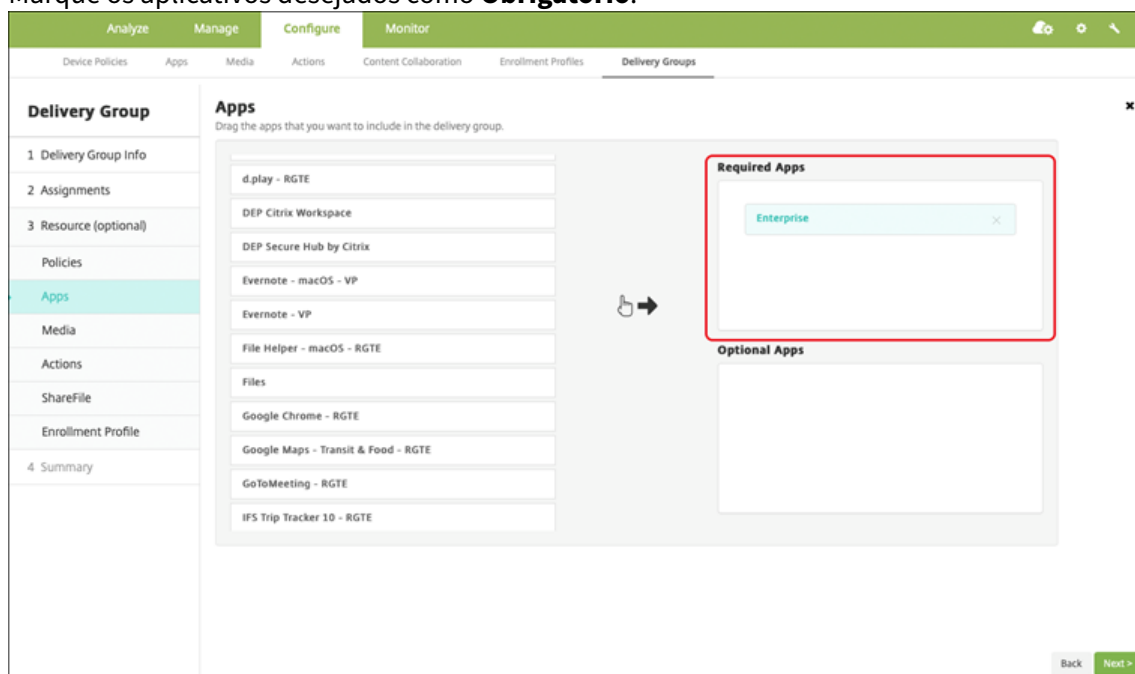 Marque os aplicativos desejados como Obrigatório.
Analyze Manage Configure Monitor
Device Policies Apps Media Actions Content Collaboration Enrollment Profiles Delivery Groups
Delivery Group
1 Delivery Group Info
2 Assignments
3 Resource (optional)
Policies
Apps
Media
Actions
ShareFile
Enrollment Profile
4 Summary
Apps
Drag the apps that you want to include in the delivery group.
d.play - RGTE
DEP Citrix Workspace
DEP Secure Hub by Citrix
Evernote - macOS - VP
Evernote - VP
File Helper - macOS - RGTE
Files
Google Chrome - RGTE
Google Maps - Transit & Food - RGTE
GoToMeeting - RGTE
IFS Trip Tracker 10 - RGTE
Required Apps
Enterprise
Optional Apps
Back Next >